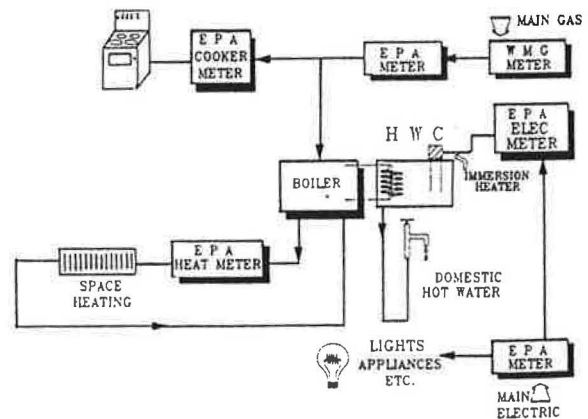 MAIN GAS
E P A
COOKER
METER
E P A
METER
W M G
METER
H W C
E P A
ELEC
METER
IMMERSION
HEATER
BOILER
E P A
HEAT METER
SPACE
HEATING
DOMESTIC
HOT WATER
LIGHTS
APPLIANCES
ETC.
E P A
METER
MAIN
ELECTRIC